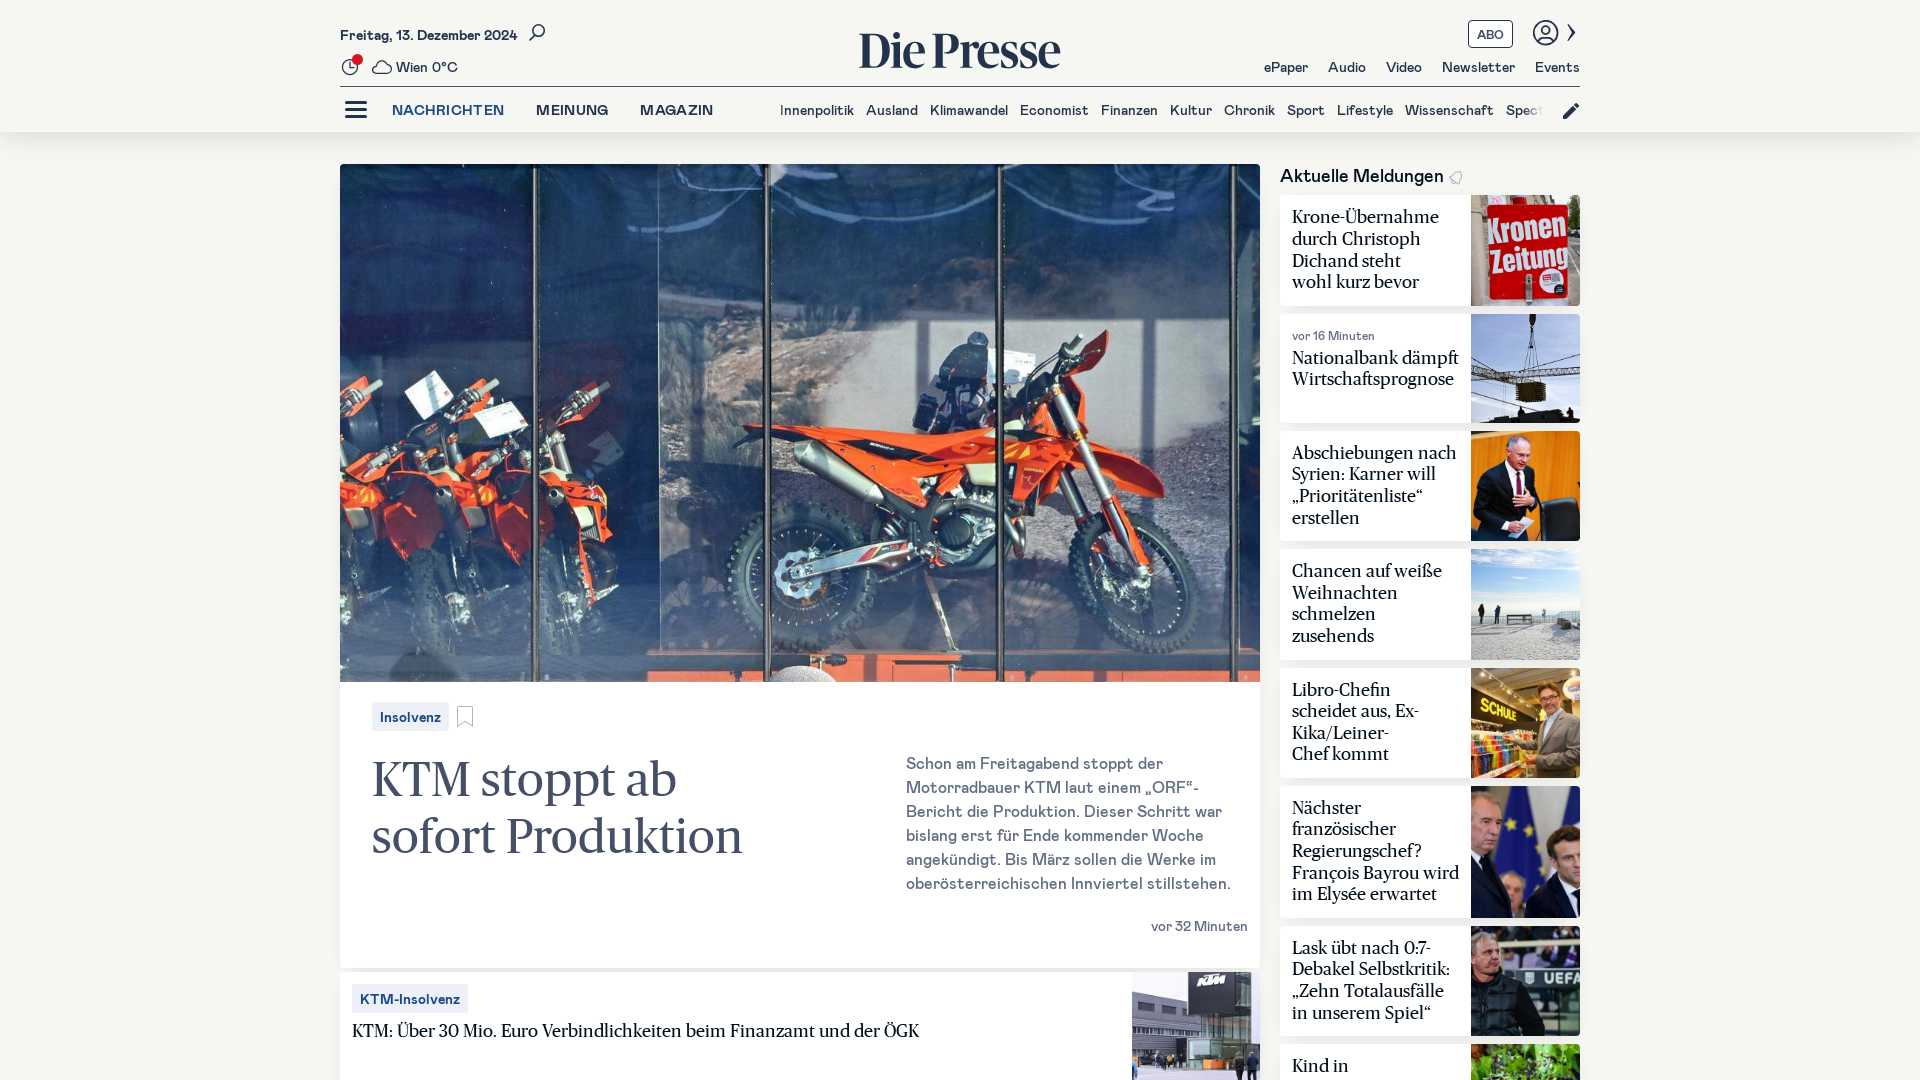 Freitag, 13. Dezember 2024
Wien 0°C
Die Presse
ABO
ePaper Audio Video Newsletter Events
NACHRICHTEN MEINUNG MAGAZIN
Innenpolitik Ausland Klimawandel Economist Finanzen Kultur Chronik Sport Lifestyle Wissenschaft Spect
Insolvenz
KTM stoppt ab
sofort Produktion
Schon am Freitagabend stoppt der
Motorradbauer KTM laut einem „ORF“-
Bericht die Produktion. Dieser Schritt war
bislang erst für Ende kommender Woche
angekündigt. Bis März sollen die Werke im
oberösterreichischen Innviertel stillstehen.
vor 32 Minuten
KTM-Insolvenz
KTM: Über 30 Mio. Euro Verbindlichkeiten beim Finanzamt und der ÖGK
KTM
Aktuelle Meldungen
Krone-Übernahme
durch Christoph
Dichand steht
wohl kurz bevor
Kronen
Zeitung
vor 16 Minuten
Nationalbank dämpft
Wirtschaftsprognose
Abschiebungen nach
Syrien: Karner will
„Prioritätenliste“
erstellen
Chancen auf weiße
Weihnachten
schmelzen
zusehends
Libro-Chefin
scheidet aus, Ex-
Kika/Leiner-
Chef kommt
SCHULE
Nächster
französischer
Regierungschef?
François Bayrou wird
im Elysée erwartet
Lask übt nach 0:7-
Debakel Selbstkritik:
„Zehn Totalausfälle
in unserem Spiel“
UEFA
Kind in